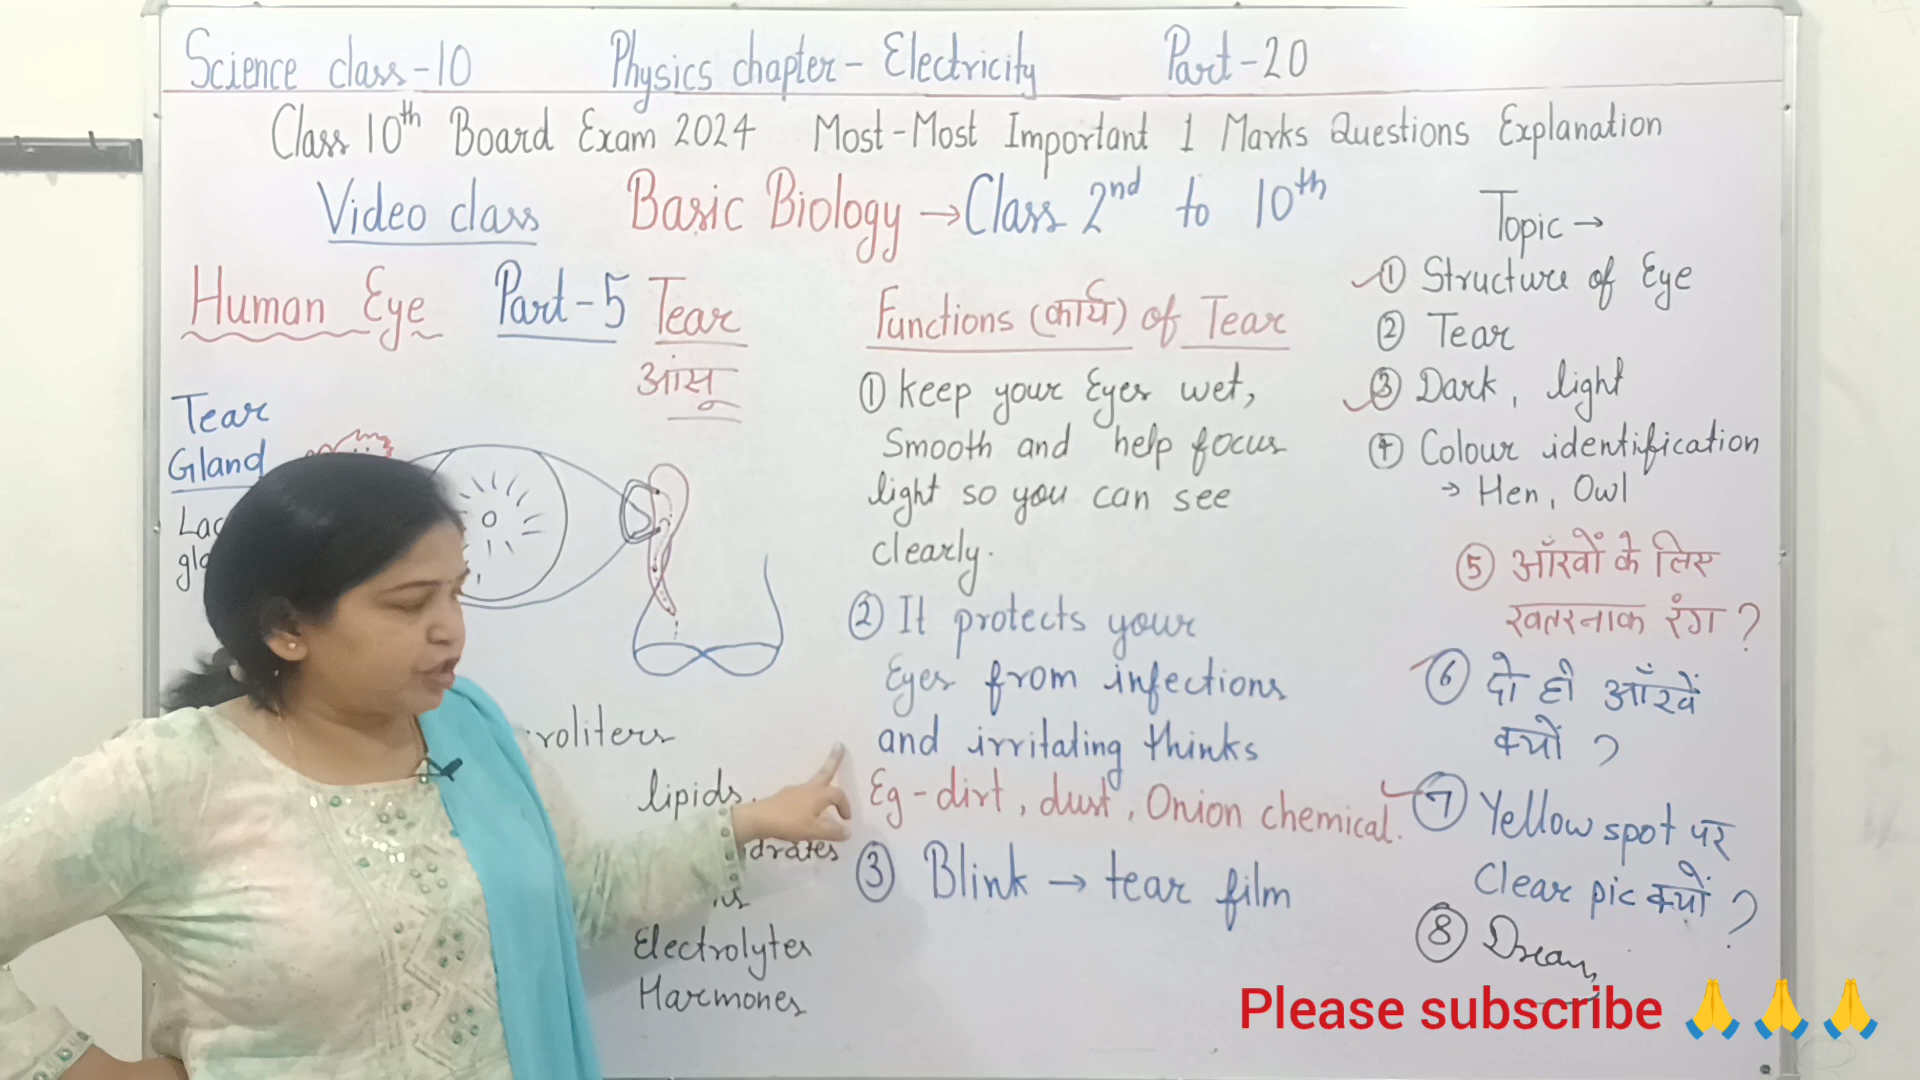 Science class-10 Physics chapter- Electricity Part-20
Class 10th Board Exam 2024 Most-Most Important 1 Marks Questions Explanation
Video class Basic Biology → Class 2nd to 10th
Human Eye Part-5 Tear
आंसू
Tear
Gland
Functions (कार्य) of Tear
① Keep your Eyes wet,
Smooth and help focus
light so you can see
clearly.
② It protects your
Eyes from infections
and irritating thinks
Eg - dirt, dust, Onion chemical.
③ Blink → tear film
lipids,
Electrolytes
Harmones
Topic →
① Structure of Eye
② Tear
③ Dark, light
④ Colour identification
→ Hen, Owl
⑤ आँखों के लिए
खतरनाक रंग ?
⑥ दो ही आँखें
क्यों ?
⑦ Yellow spot पर
Clear pic क्यों ?
⑧ Dream
Please subscribe 🙏 🙏 🙏